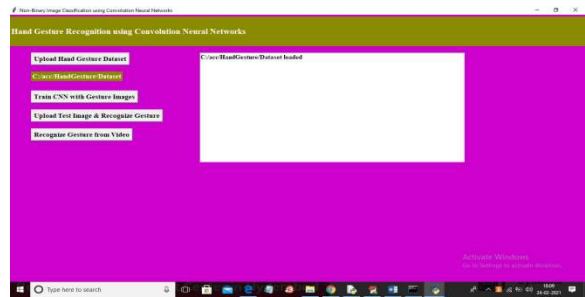 Non-Binary Image Classification using Convolution Neural Networks
Hand Gesture Recognition using Convolution Neural Networks
Upload Hand Gesture Dataset
C:/acc/HandGesture/Dataset
Train CNN with Gesture Images
Upload Test Image & Recognize Gesture
Recognize Gesture from Video
C:/acc/HandGesture/Dataset loaded
Activate Windows
Go to Settings to activate Windows.
Type here to search
24-02-2021